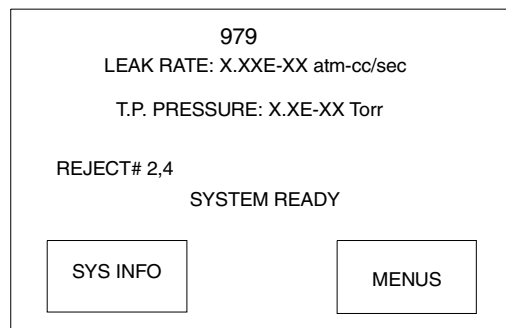 979
LEAK RATE: X.XXE-XX atm-cc/sec
T.P. PRESSURE: X.XE-XX Torr
REJECT# 2,4
SYSTEM READY
SYS INFO
MENUS